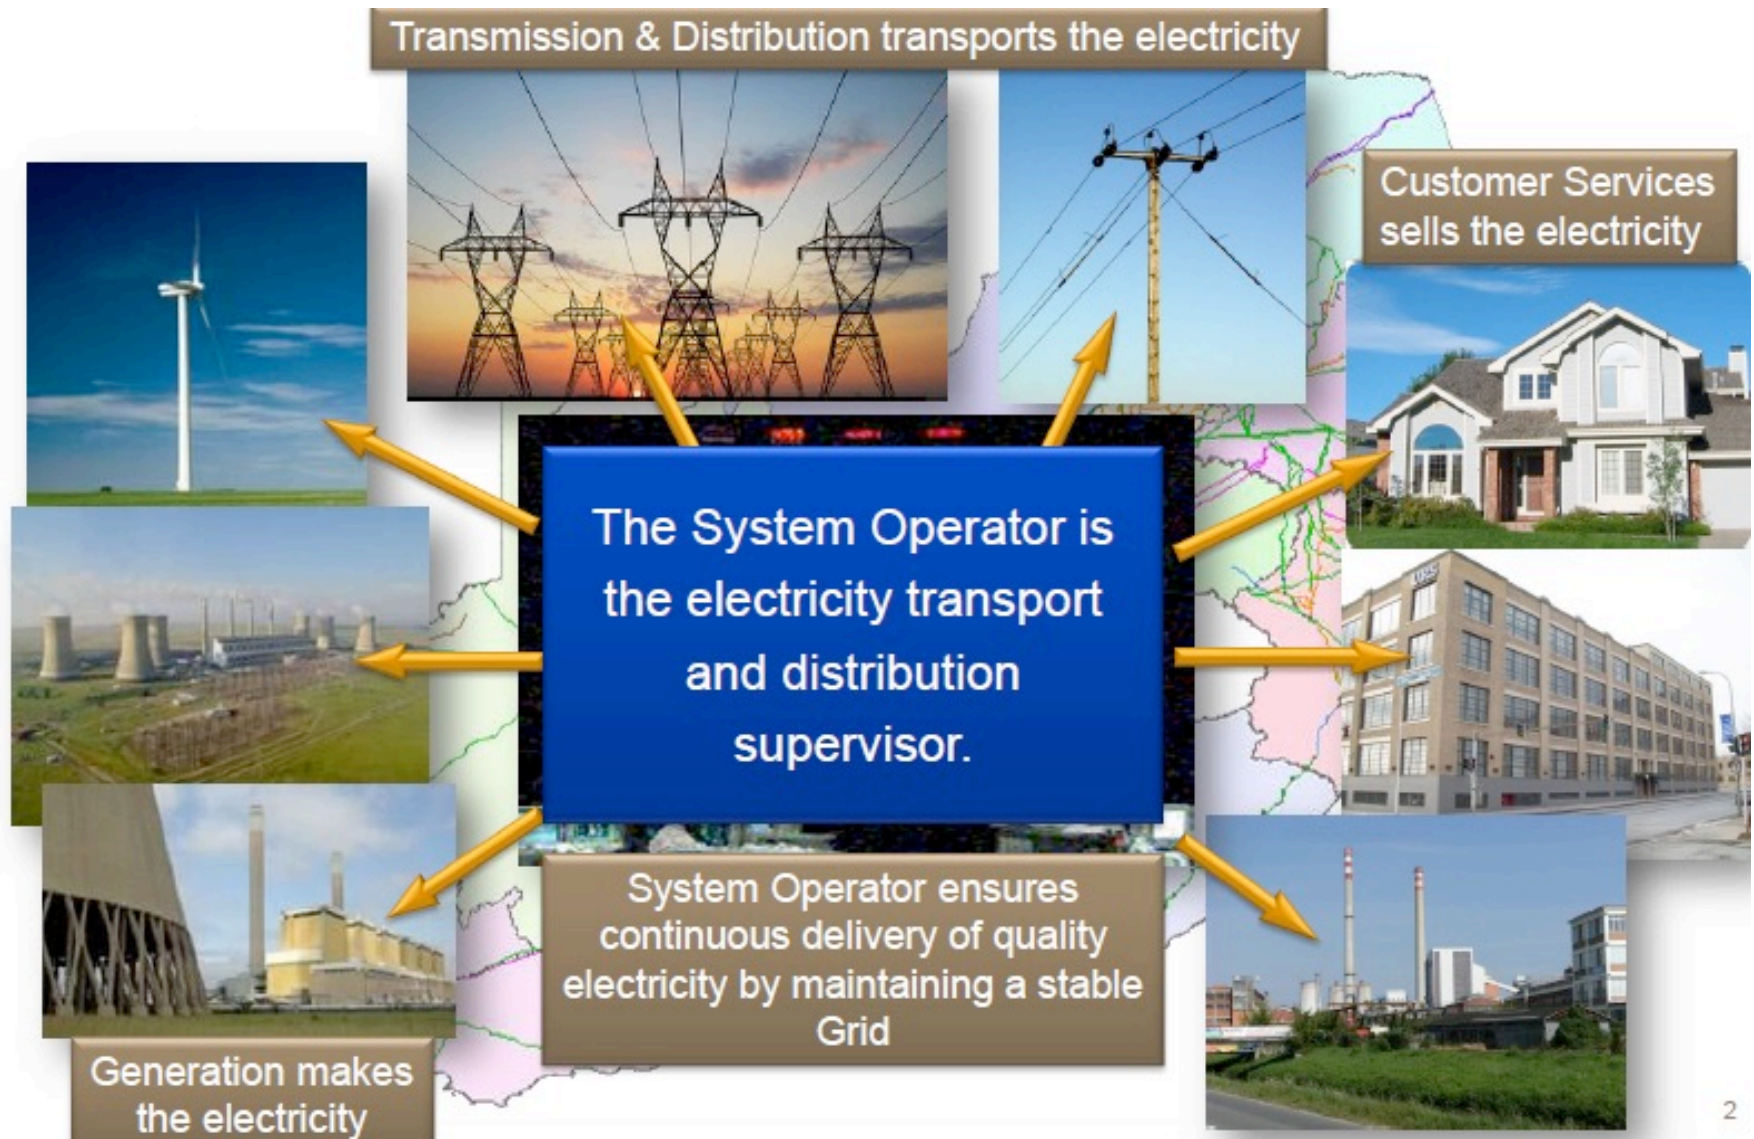 Transmission & Distribution transports the electricity
Customer Services
sells the electricity
The System Operator is
the electricity transport
and distribution
supervisor.
System Operator ensures
continuous delivery of quality
electricity by maintaining a stable
Grid
Generation makes
the electricity
2